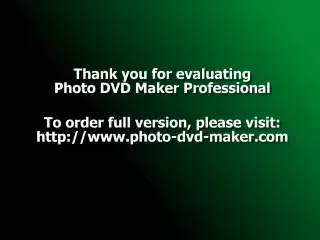 Thank you for evaluating
Photo DVD Maker Professional
To order full version, please visit:
http://www.photo-dvd-maker.com